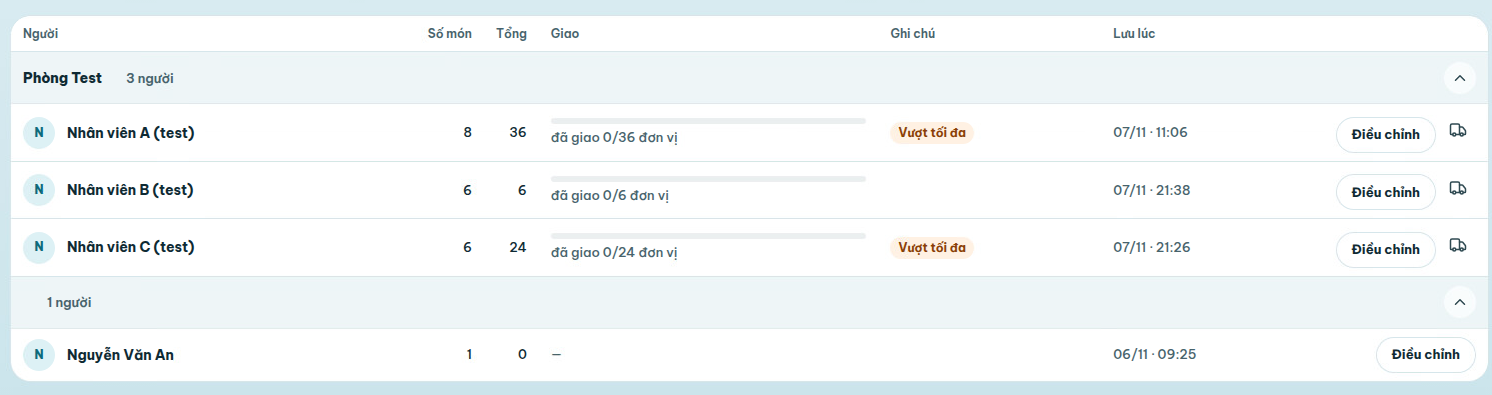 Người Số món Tổng Giao Ghi chú Lưu lúc
Phòng Test 3 người
N Nhân viên A (test) 8 36 đã giao 0/36 đơn vị Vượt tối đa 07/11 · 11:06 Điều chỉnh
N Nhân viên B (test) 6 6 đã giao 0/6 đơn vị 07/11 · 21:38 Điều chỉnh
N Nhân viên C (test) 6 24 đã giao 0/24 đơn vị Vượt tối đa 07/11 · 21:26 Điều chỉnh
1 người
N Nguyễn Văn An 1 0 — 06/11 · 09:25 Điều chỉnh